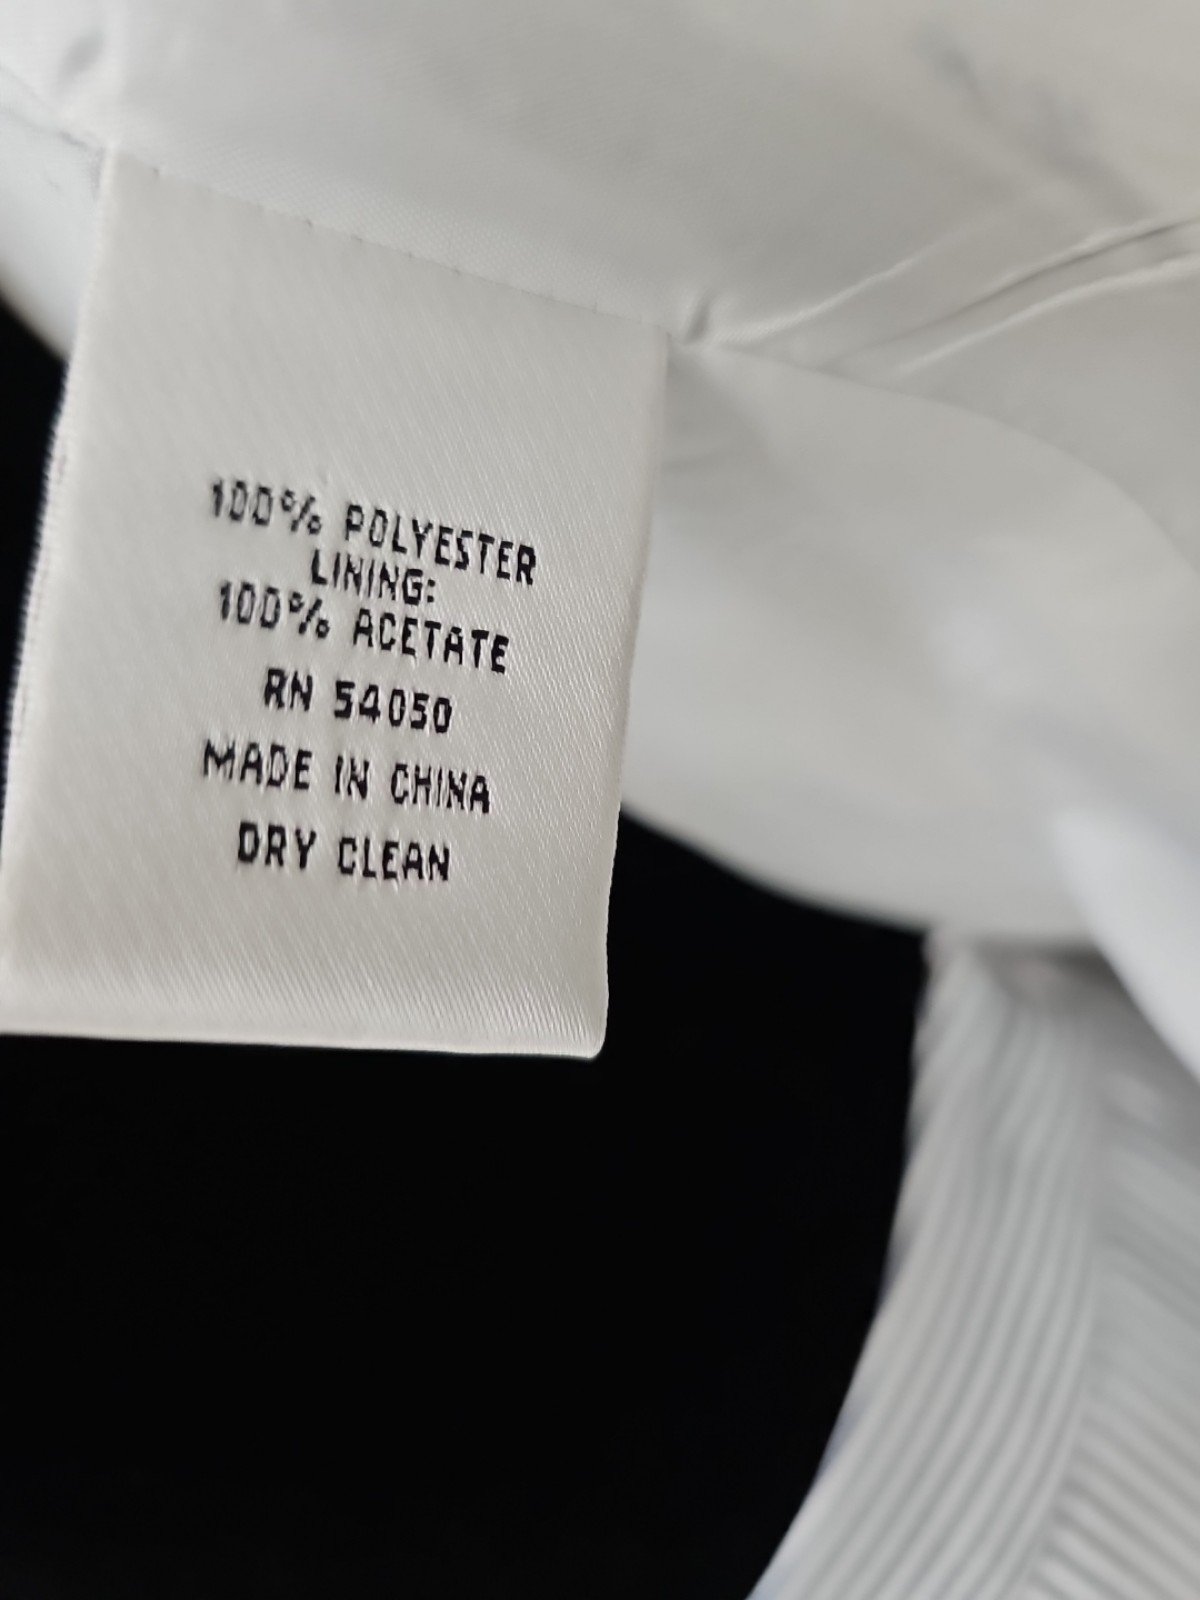 100% POLYESTER
LINING:
100% ACETATE
RN 54050
MADE IN CHINA
DRY CLEAN